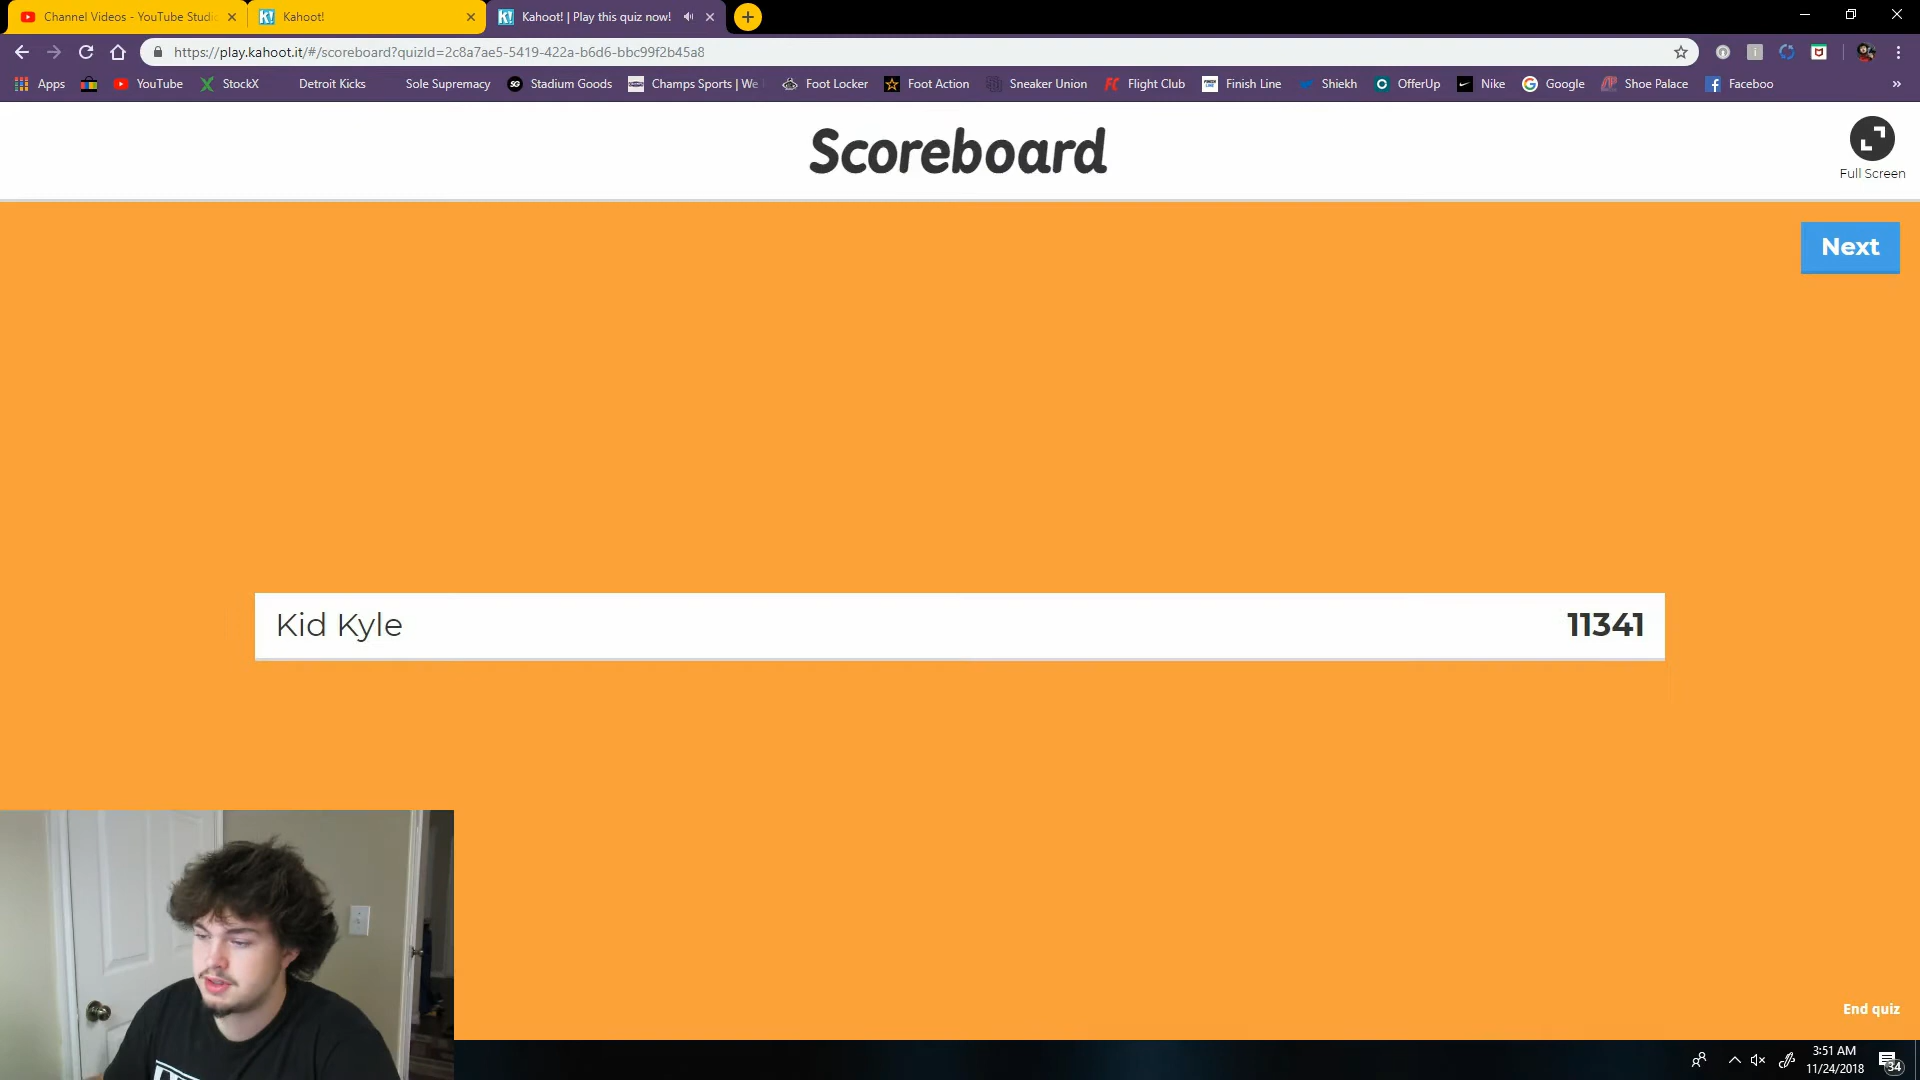 Channel Videos - YouTube Studi
Kahoot!
Kahoot! | Play this quiz now!
https://play.kahoot.it/#/scoreboard?quizId=2c8a7ae5-5419-422a-b6d6-bbc99f2b45a8
Apps YouTube StockX Detroit Kicks Sole Supremacy Stadium Goods Champs Sports | We Foot Locker Foot Action Sneaker Union Flight Club Finish Line Shiekh OfferUp Nike Google Shoe Palace Faceboo »
Scoreboard
Full Screen
Next
Kid Kyle 11341
End quiz
3:51 AM
11/24/2018
34